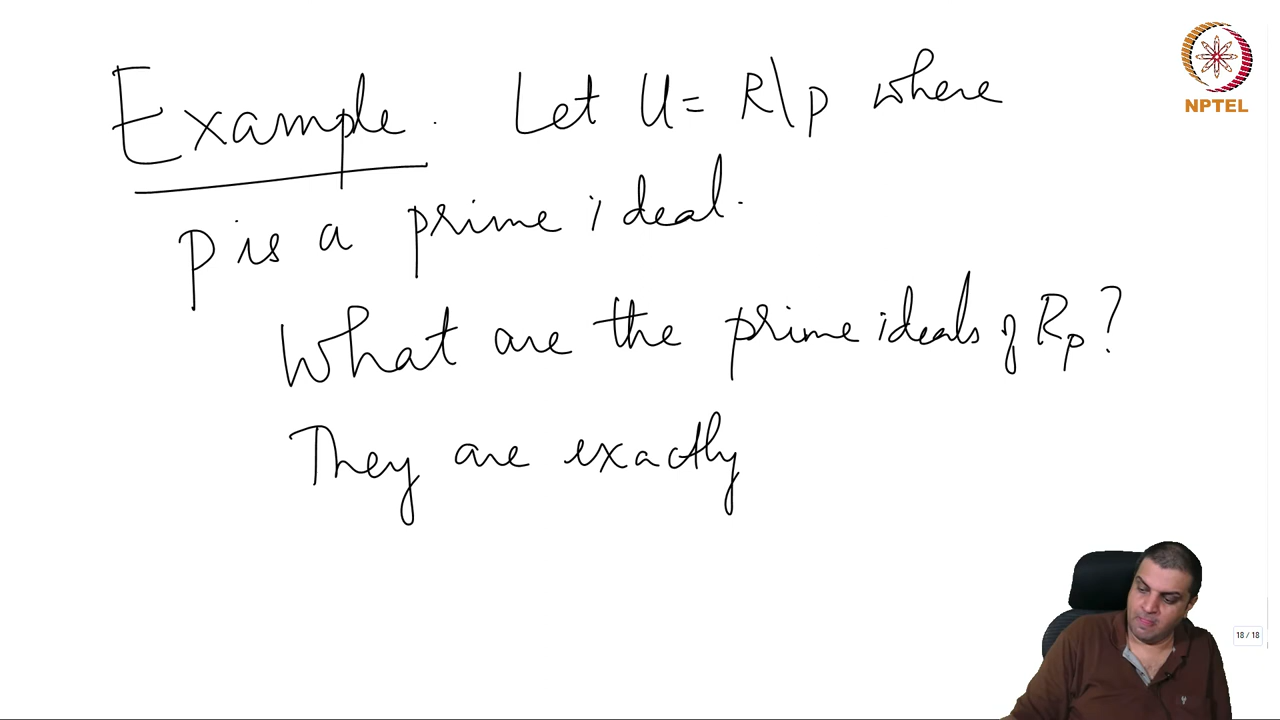 Example. Let U = R\p where
p is a prime ideal.
What are the prime ideals of Rₚ?
They are exactly
NPTEL
18 / 18